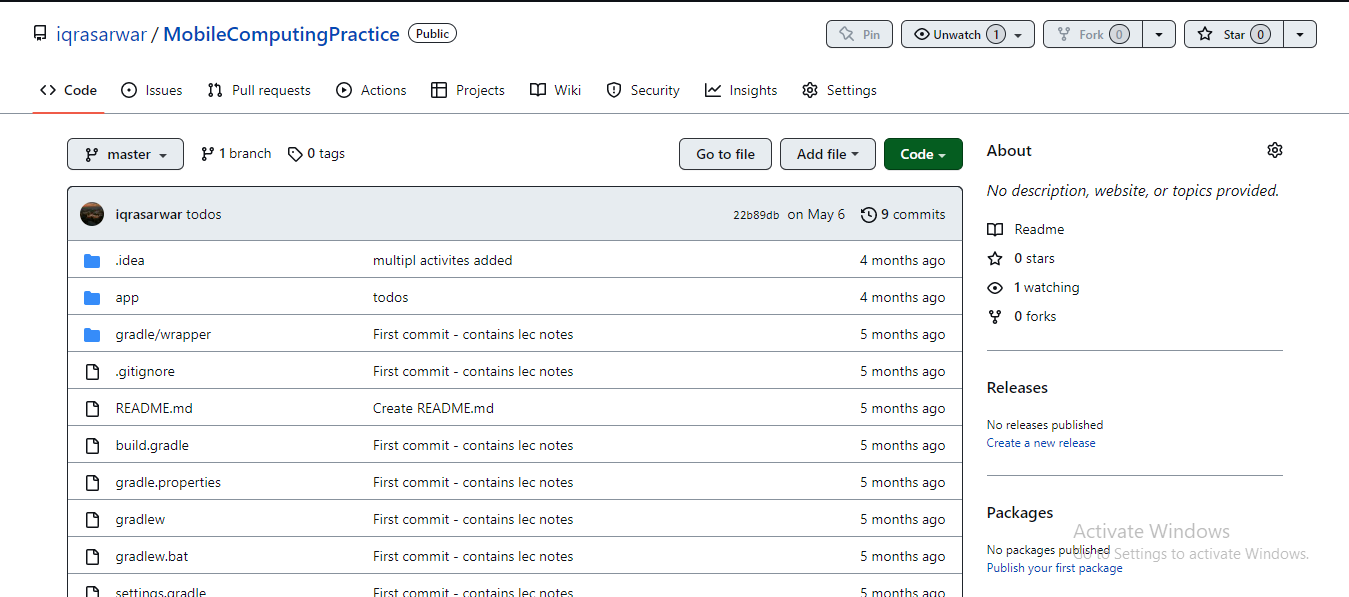 iqrasarwar / MobileComputingPractice Public
Pin
Unwatch 1
Fork 0
Star 0
Code Issues Pull requests Actions Projects Wiki Security Insights Settings
master 1 branch 0 tags
Go to file Add file Code
iqrasarwar todos 22b89db on May 6 9 commits
.idea multipl activites added 4 months ago
app todos 4 months ago
gradle/wrapper First commit - contains lec notes 5 months ago
.gitignore First commit - contains lec notes 5 months ago
README.md Create README.md 5 months ago
build.gradle First commit - contains lec notes 5 months ago
gradle.properties First commit - contains lec notes 5 months ago
gradlew First commit - contains lec notes 5 months ago
gradlew.bat First commit - contains lec notes 5 months ago
settings.gradle First commit - contains lec notes 5 months ago
About
No description, website, or topics provided.
Readme
0 stars
1 watching
0 forks
Releases
No releases published
Create a new release
Packages
No packages published
Publish your first package
Activate Windows
Go to Settings to activate Windows.